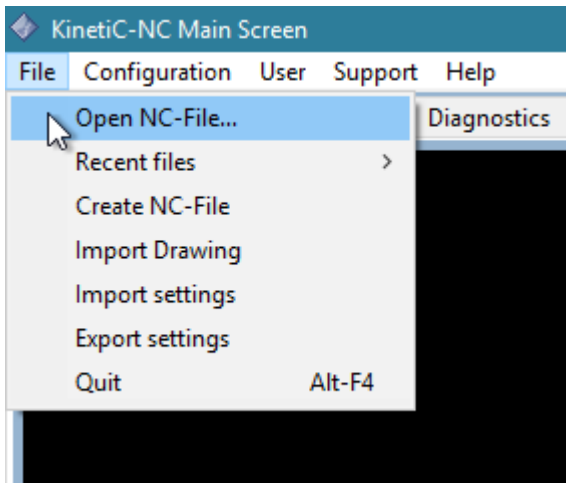 KinetiC-NC Main Screen
File Configuration User Support Help
Open NC-File...
Diagnostics
Recent files >
Create NC-File
Import Drawing
Import settings
Export settings
Quit Alt-F4